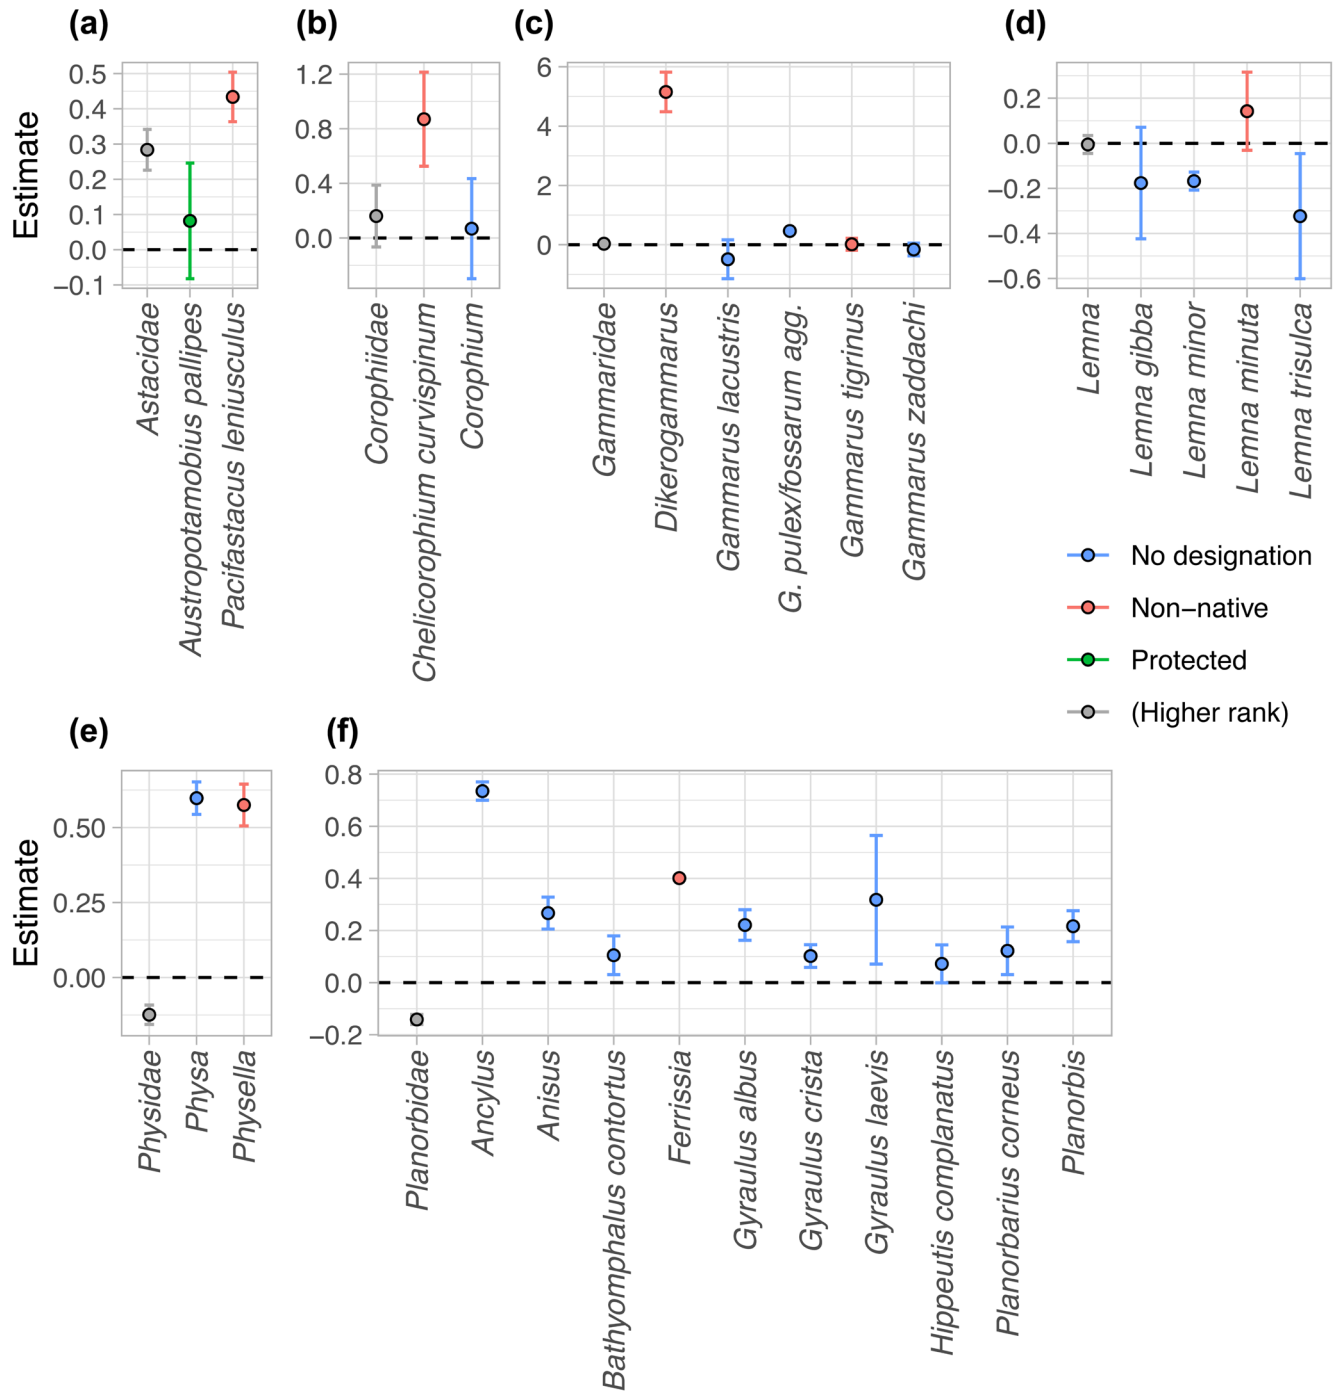 (a)
(b)
(c)
(d)
Estimate
0.5
0.4
0.3
0.2
0.1
0.0
−0.1
Astacidae
Austropotamobius pallipes
Pacifastacus leniusculus
1.2
0.8
0.4
0.0
Corophiidae
Chelicorophium curvispinum
Corophium
6
4
2
0
Gammaridae
Dikerogammarus
Gammarus lacustris
G. pulex/fossarum agg.
Gammarus tigrinus
Gammarus zaddachi
0.2
0.0
−0.2
−0.4
−0.6
Lemna
Lemna gibba
Lemna minor
Lemna minuta
Lemna trisulca
No designation
Non−native
Protected
(Higher rank)
(e)
(f)
Estimate
0.50
0.25
0.00
Physidae
Physa
Physella
0.8
0.6
0.4
0.2
0.0
−0.2
Planorbidae
Ancylus
Anisus
Bathyomphalus contortus
Ferrissia
Gyraulus albus
Gyraulus crista
Gyraulus laevis
Hippeutis complanatus
Planorbarius corneus
Planorbis